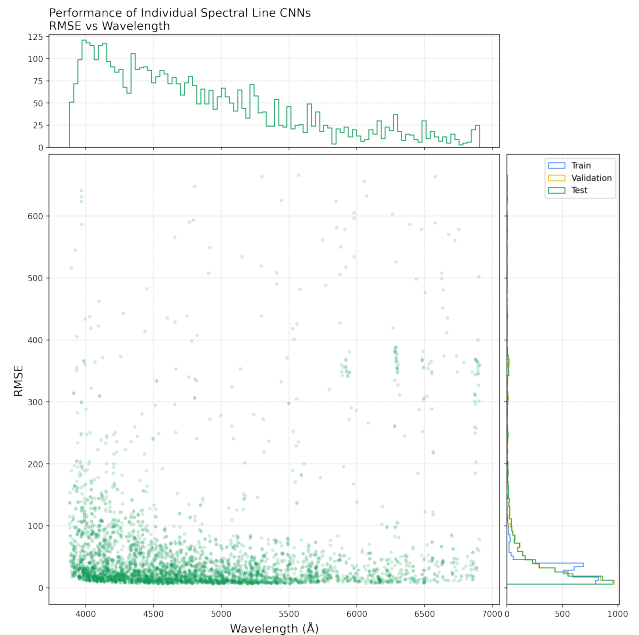 Performance of Individual Spectral Line CNNs
RMSE vs Wavelength
125
100
75
50
25
0
Train
Validation
Test
600
500
400
300
200
100
0
RMSE
4000 4500 5000 5500 6000 6500 7000
0 500 1000
Wavelength (Å)